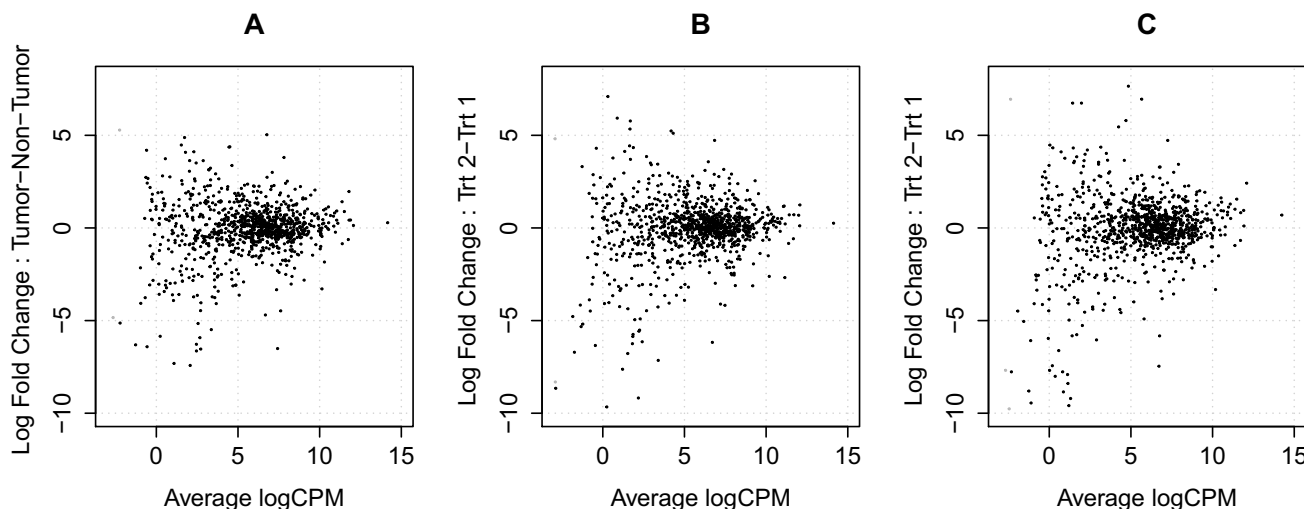 A
Log Fold Change : Tumor−Non−Tumor
5
0
−5
−10
0 5 10 15
Average logCPM
B
Log Fold Change : Trt 2−Trt 1
5
0
−5
−10
0 5 10 15
Average logCPM
C
Log Fold Change : Trt 2−Trt 1
5
0
−5
−10
0 5 10 15
Average logCPM